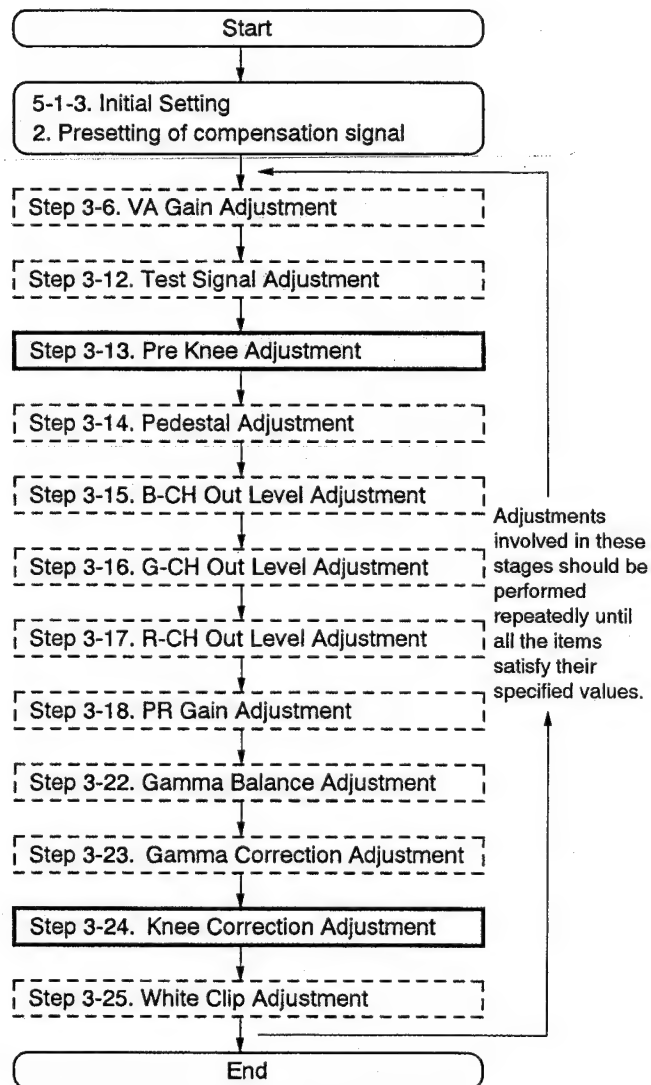 Start
5-1-3. Initial Setting
2. Presetting of compensation signal
Step 3-6. VA Gain Adjustment
Step 3-12. Test Signal Adjustment
Step 3-13. Pre Knee Adjustment
Step 3-14. Pedestal Adjustment
Step 3-15. B-CH Out Level Adjustment
Step 3-16. G-CH Out Level Adjustment
Step 3-17. R-CH Out Level Adjustment
Step 3-18. PR Gain Adjustment
Step 3-22. Gamma Balance Adjustment
Step 3-23. Gamma Correction Adjustment
Step 3-24. Knee Correction Adjustment
Step 3-25. White Clip Adjustment
End
Adjustments
involved in these
stages should be
performed
repeatedly until
all the items
satisfy their
specified values.